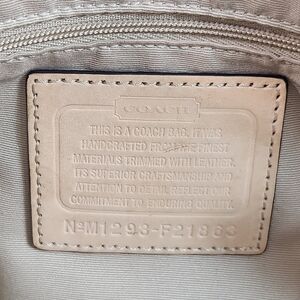 COACH
THIS IS A COACH BAG. IT WAS
HANDCRAFTED FROM THE FINEST
MATERIALS TRIMMED WITH LEATHER.
ITS SUPERIOR CRAFTSMANSHIP AND
ATTENTION TO DETAIL REFLECT OUR
COMMITMENT TO ENDURING QUALITY.
NºM1293-F21863